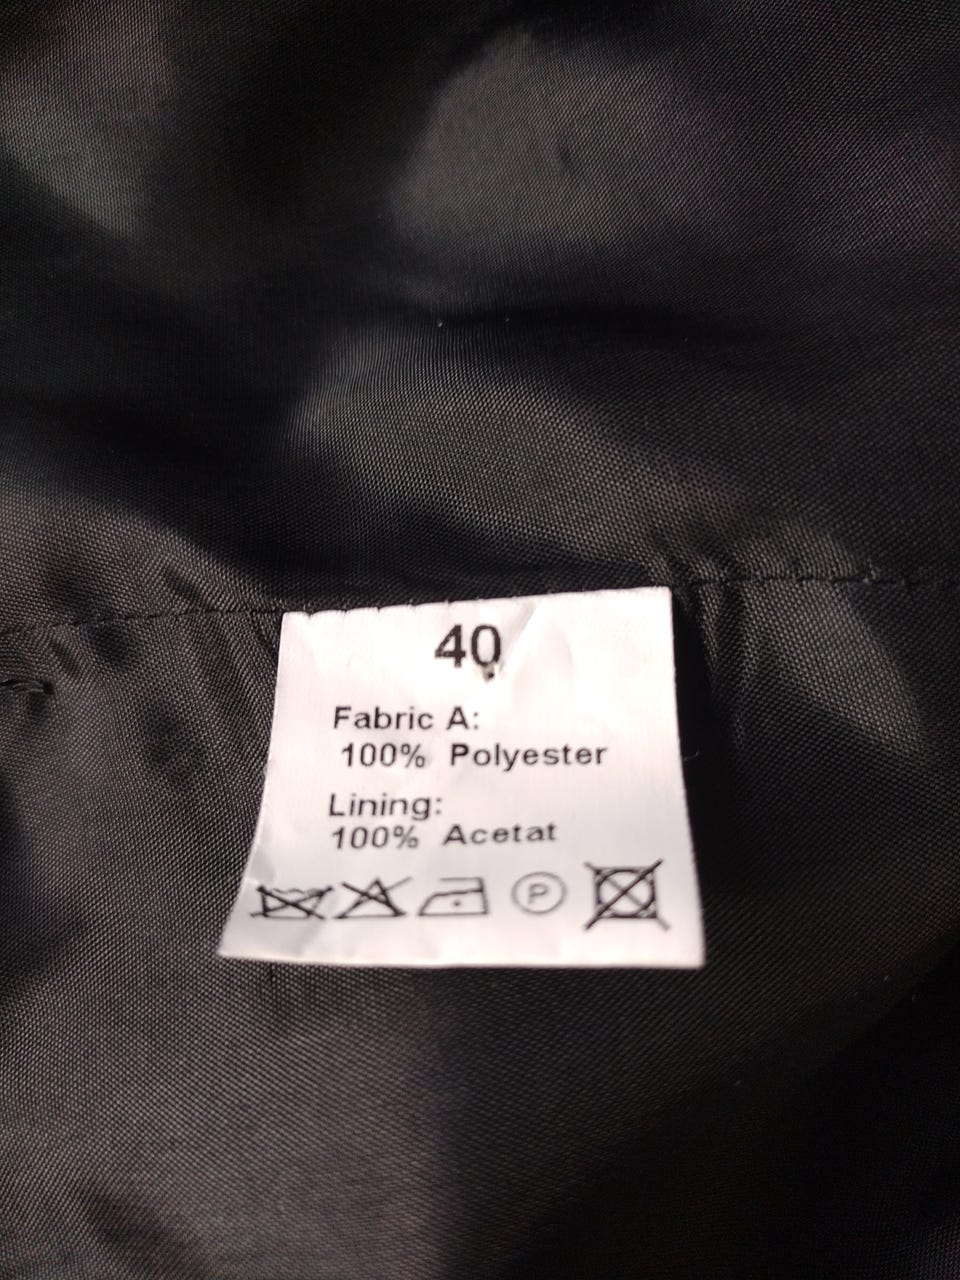 40
Fabric A:
100% Polyester
Lining:
100% Acetat
P